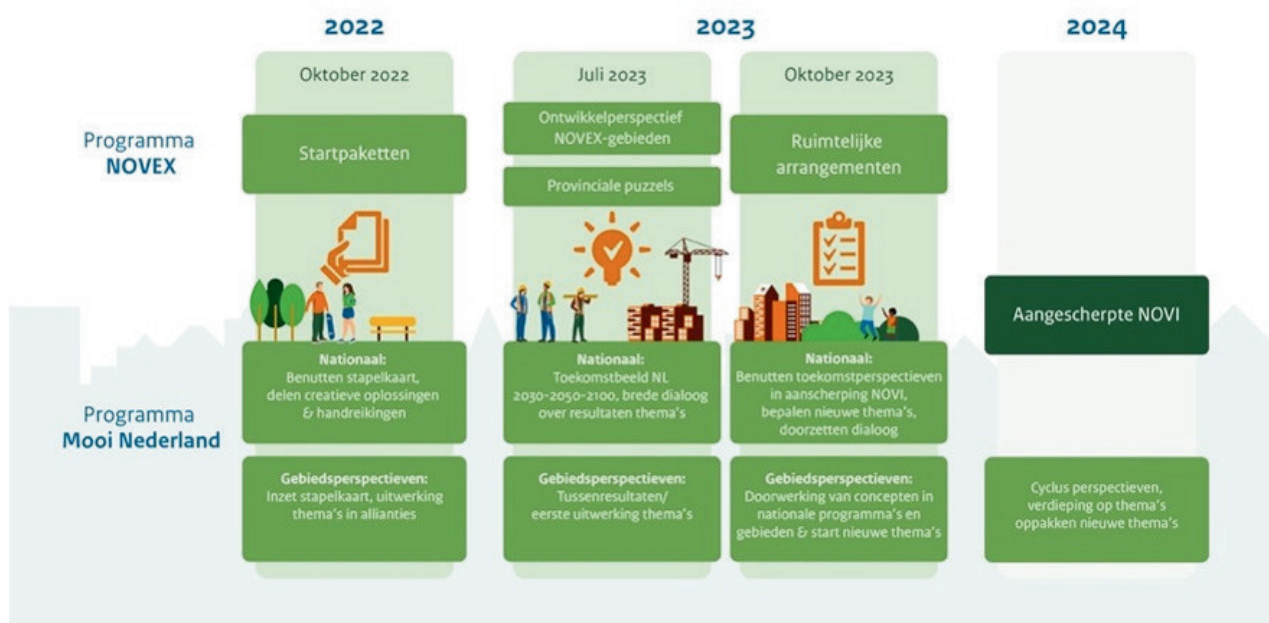 2022
2023
2024
Oktober 2022
Juli 2023
Oktober 2023
Programma
NOVEX
Startpaketten
Ontwikkelperspectief
NOVEX-gebieden
Provinciale puzzels
Ruimtelijke
arrangementen
Aangescherpte NOVI
Programma
Mooi Nederland
Nationaal:
Benutten stapelkaart,
delen creatieve oplossingen
& handreikingen
Nationaal:
Toekomstbeeld NL
2030-2050-2100, brede dialoog
over resultaten thema's
Nationaal:
Benutten toekomstperspectieven
in aanscherping NOVI,
bepalen nieuwe thema's,
doorzetten dialoog
Gebiedsperspectieven:
Inzet stapelkaart, uitwerking
thema's in allianties
Gebiedsperspectieven:
Tussenresultaten/
eerste uitwerking thema's
Gebiedsperspectieven:
Doorwerking van concepten in
nationale programma's en
gebieden & start nieuwe thema's
Cyclus perspectieven,
verdieping op thema's
oppakken nieuwe thema's